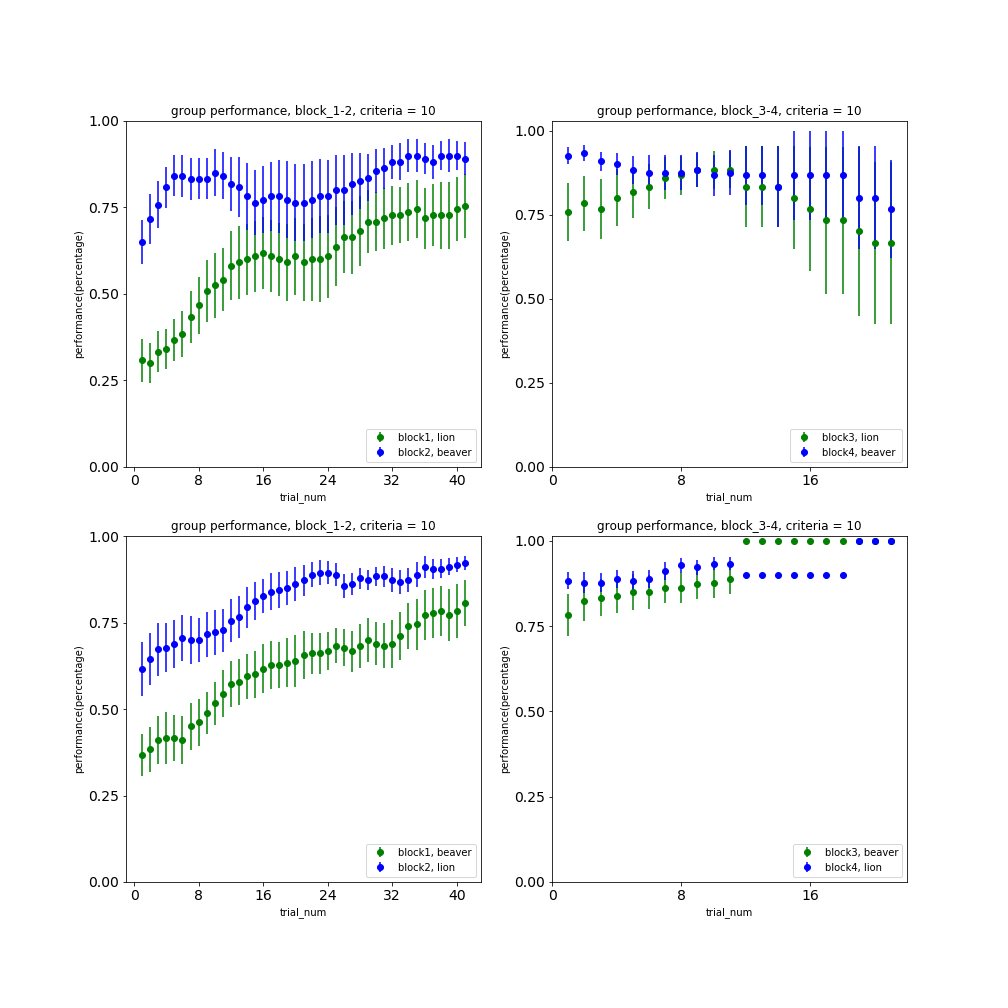 group performance, block_1-2, criteria = 10
1.00
0.75
0.50
0.25
0.00
performance(percentage)
0 8 16 24 32 40
trial_num
block1, lion
block2, beaver
group performance, block_3-4, criteria = 10
1.00
0.75
0.50
0.25
0.00
performance(percentage)
0 8 16
trial_num
block3, lion
block4, beaver
group performance, block_1-2, criteria = 10
1.00
0.75
0.50
0.25
0.00
performance(percentage)
0 8 16 24 32 40
trial_num
block1, beaver
block2, lion
group performance, block_3-4, criteria = 10
1.00
0.75
0.50
0.25
0.00
performance(percentage)
0 8 16
trial_num
block3, beaver
block4, lion